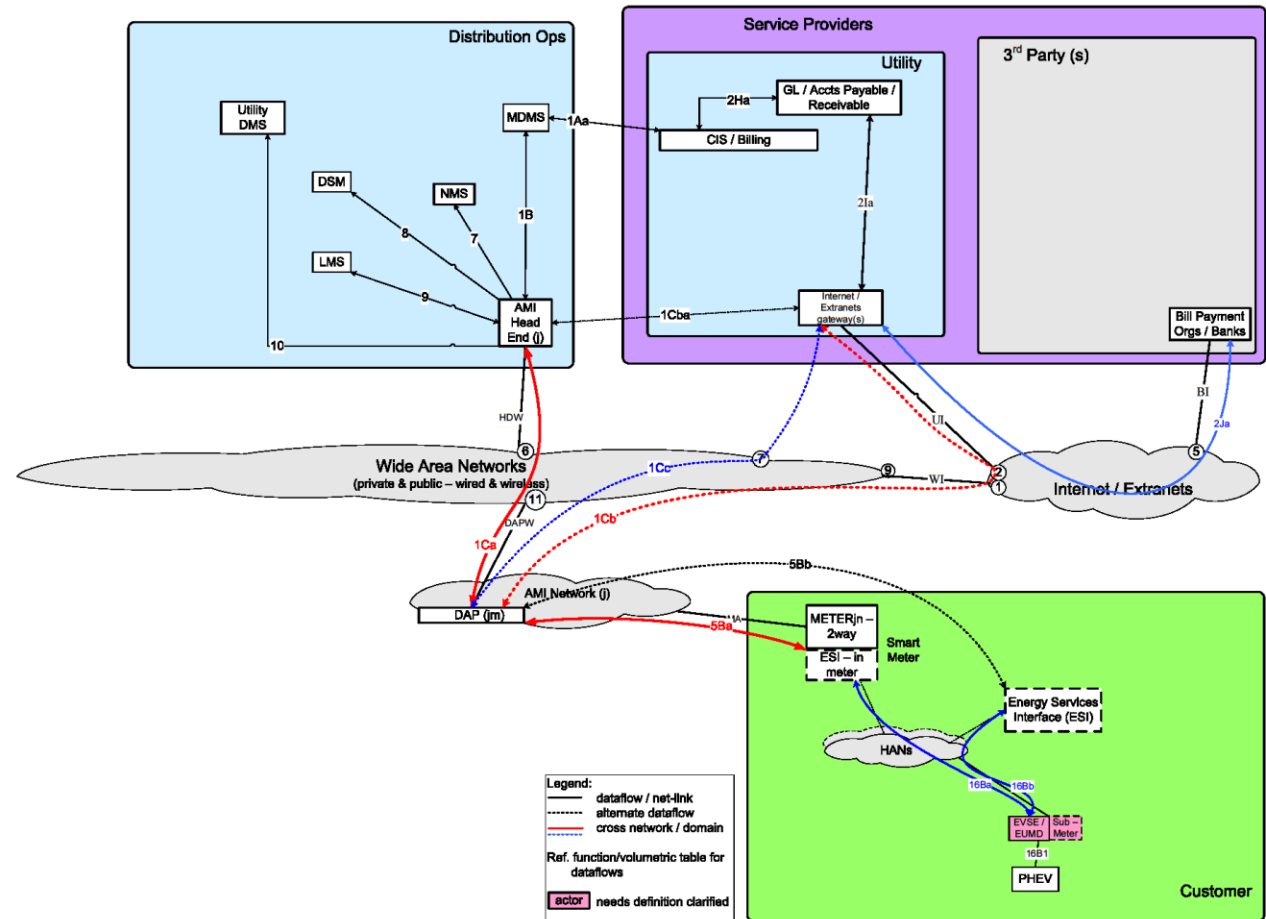 Service Providers
Distribution Ops
Utility
3rd Party (s)
Utility
DMS
MDMS
1Aa
2Ha
GL / Accts Payable /
Receivable
CIS / Billing
DSM
NMS
8
7
1B
2Ia
LMS
9
AMI
Head
End (j)
10
1Cba
Internet /
Extranets
gateway(s)
Bill Payment
Orgs / Banks
HDW
UI
BI
2Ja
6
7
9
5
Wide Area Networks
(private & public – wired & wireless)
1Cc
WI
2
1
Internet / Extranets
11
DAPW
1Ca
1Cb
5Bb
AMI Network (j)
DAP (jm)
5Ba
METERjn –
2way
Smart
Meter
ESI – in
meter
Energy Services
Interface (ESI)
HANs
16Ba
16Bb
EVSE /
EUMD
Sub –
Meter
16B1
PHEV
Customer
Legend:
dataflow / net-link
alternate dataflow
cross network / domain
Ref. function/volumetric table for
dataflows
actor needs definition clarified